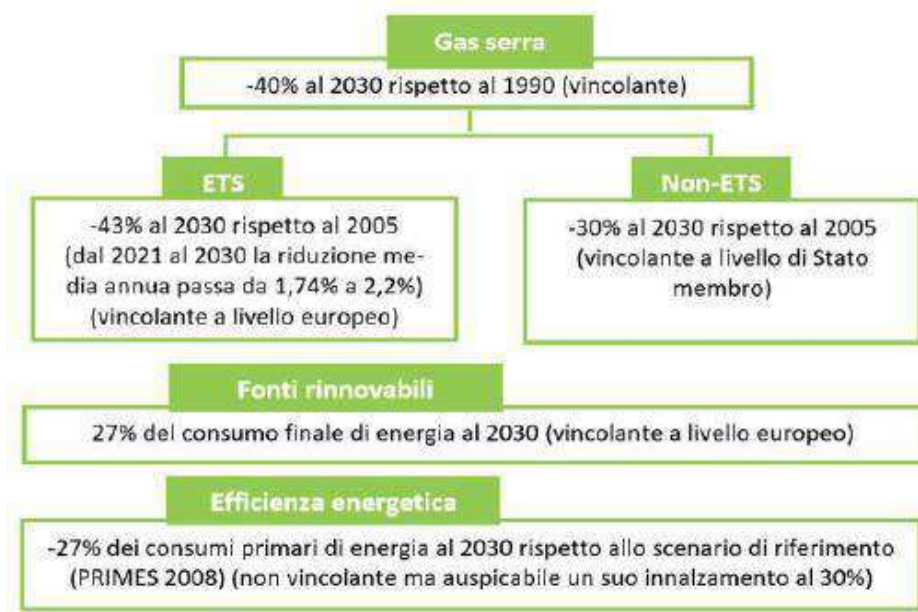 Gas serra
-40% al 2030 rispetto al 1990 (vincolante)
ETS
-43% al 2030 rispetto al 2005
(dal 2021 al 2030 la riduzione me-
dia annua passa da 1,74% a 2,2%)
(vincolante a livello europeo)
Non-ETS
-30% al 2030 rispetto al 2005
(vincolante a livello di Stato
membro)
Fonti rinnovabili
27% del consumo finale di energia al 2030 (vincolante a livello europeo)
Efficienza energetica
-27% dei consumi primari di energia al 2030 rispetto allo scenario di riferimento
(PRIMES 2008) (non vincolante ma auspicabile un suo innalzamento al 30%)